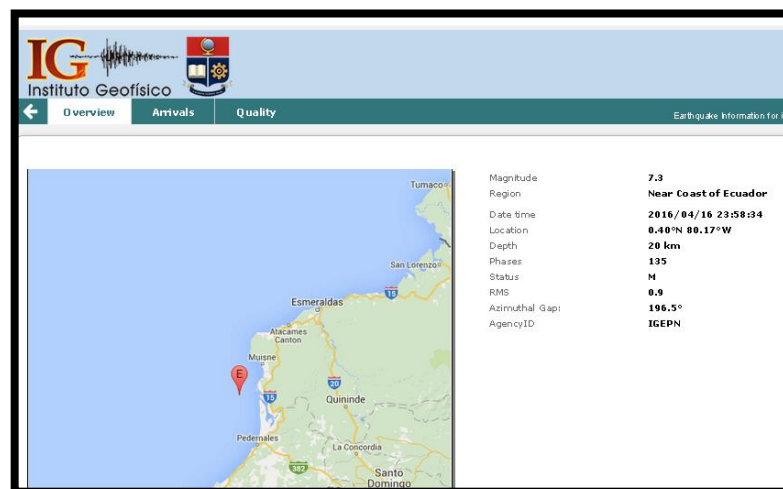 IG
Instituto Geofísico
Overview Arrivals Quality
Earthquake Information for
Magnitude 7.3
Region Near Coast of Ecuador
Date time 2016/04/16 23:58:34
Location 0.40°N 80.17°W
Depth 20 km
Phases 135
Status M
RMS 0.9
Azimuthal Gap: 196.5°
AgencyID IGEPN
Tumaco
San Lorenzo
15
Esmeraldas
Atacames
Canton
Muisne
E
20
15
Quininde
Pedernales
La Concordia
382
Santo
Domingo